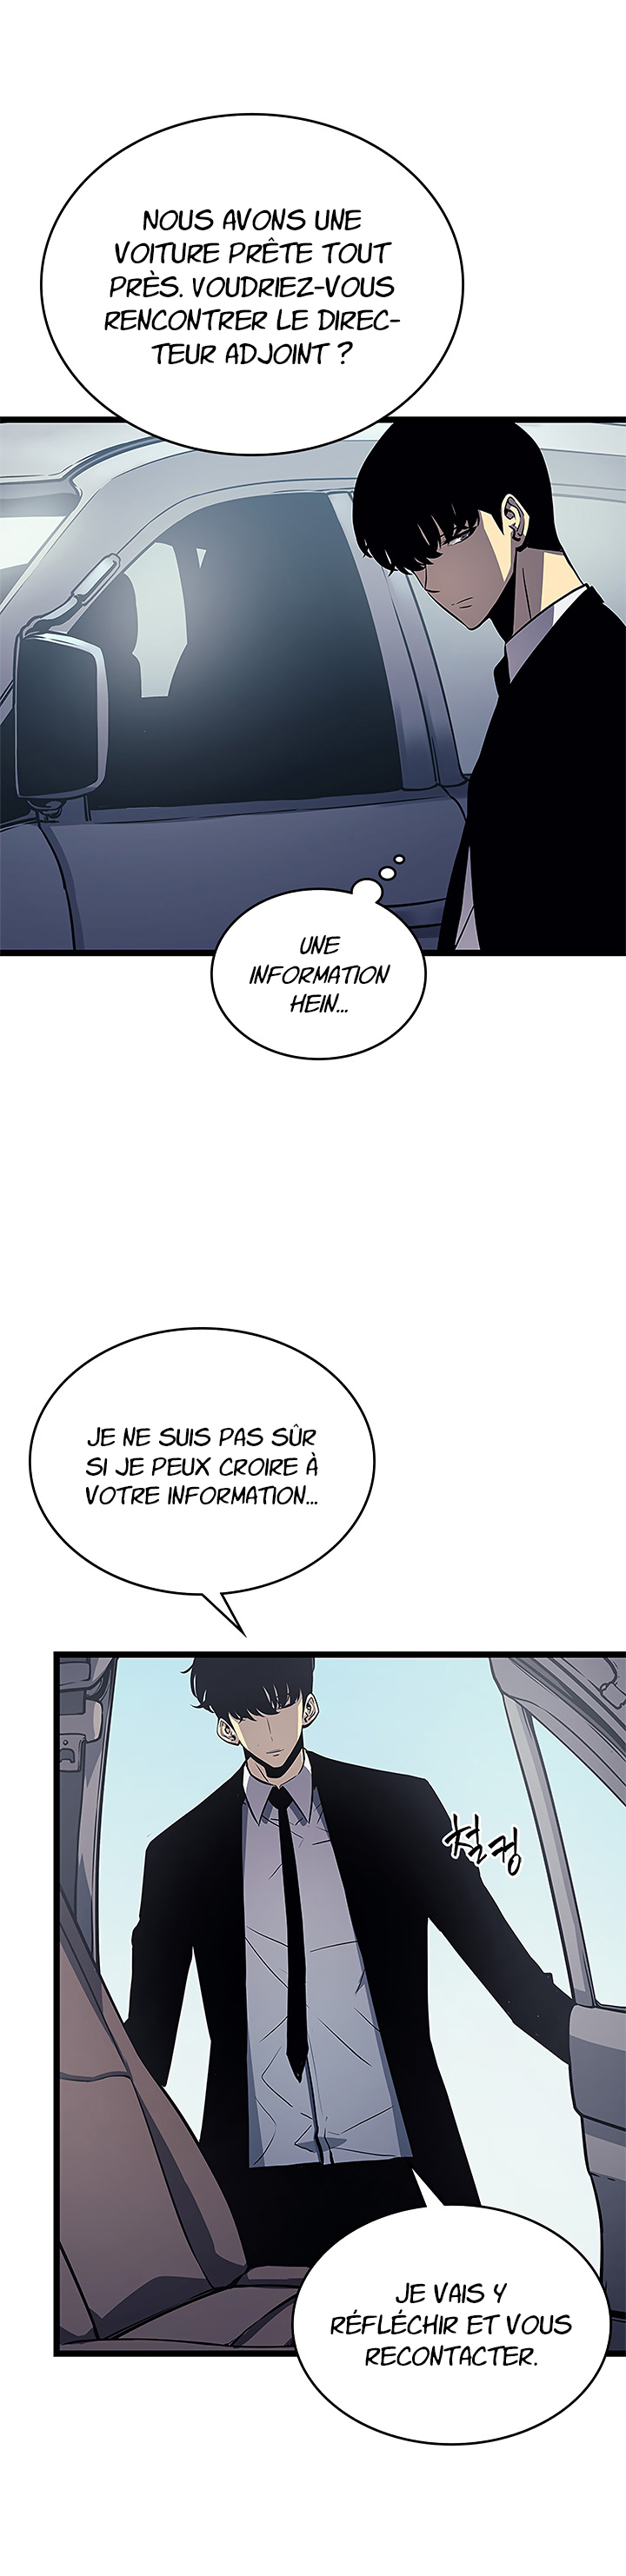 NOUS AVONS UNE
VOITURE PRÊTE TOUT
PRÈS. VOUDRIEZ-VOUS
RENCONTRER LE DIREC-
TEUR ADJOINT ?
UNE
INFORMATION
HEIN...
JE NE SUIS PAS SÛR
SI JE PEUX CROIRE À
VOTRE INFORMATION...
철컹
JE VAIS Y
RÉFLÉCHIR ET VOUS
RECONTACTER.